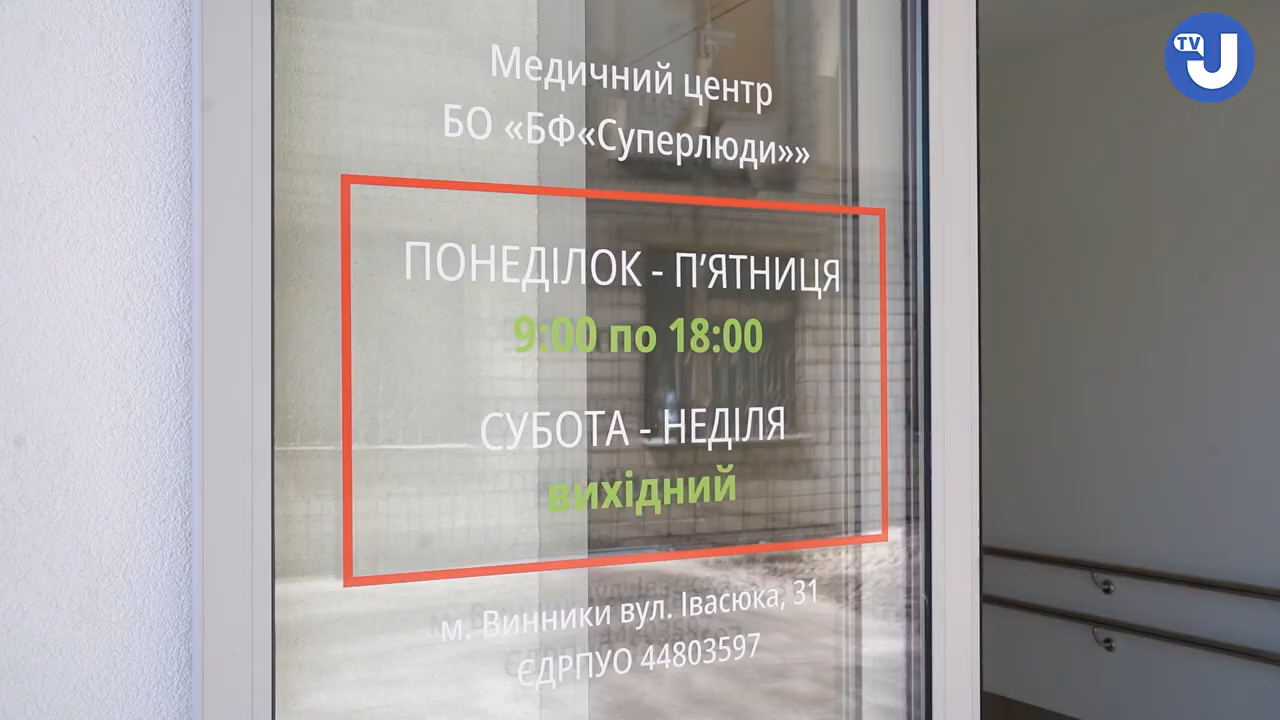 Медичний центр
БО «БФ«Суперлюди»»
ПОНЕДІЛОК - П’ЯТНИЦЯ
9:00 по 18:00
СУБОТА - НЕДІЛЯ
вихідний
м. Винники вул. Івасюка, 31
ЄДРПУО 44803597
TV U